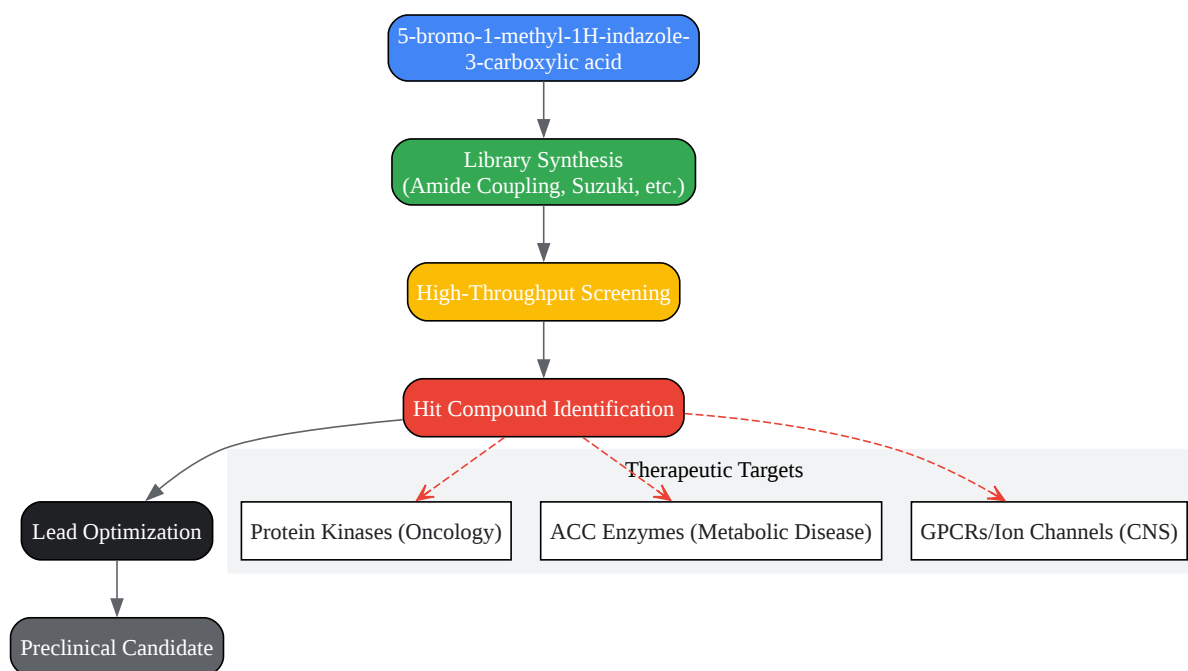 5-bromo-1-methyl-1H-indazole-
3-carboxylic acid
Library Synthesis
(Amide Coupling, Suzuki, etc.)
High-Throughput Screening
Hit Compound Identification
Therapeutic Targets
Lead Optimization
Protein Kinases (Oncology)
ACC Enzymes (Metabolic Disease)
GPCRs/Ion Channels (CNS)
Preclinical Candidate